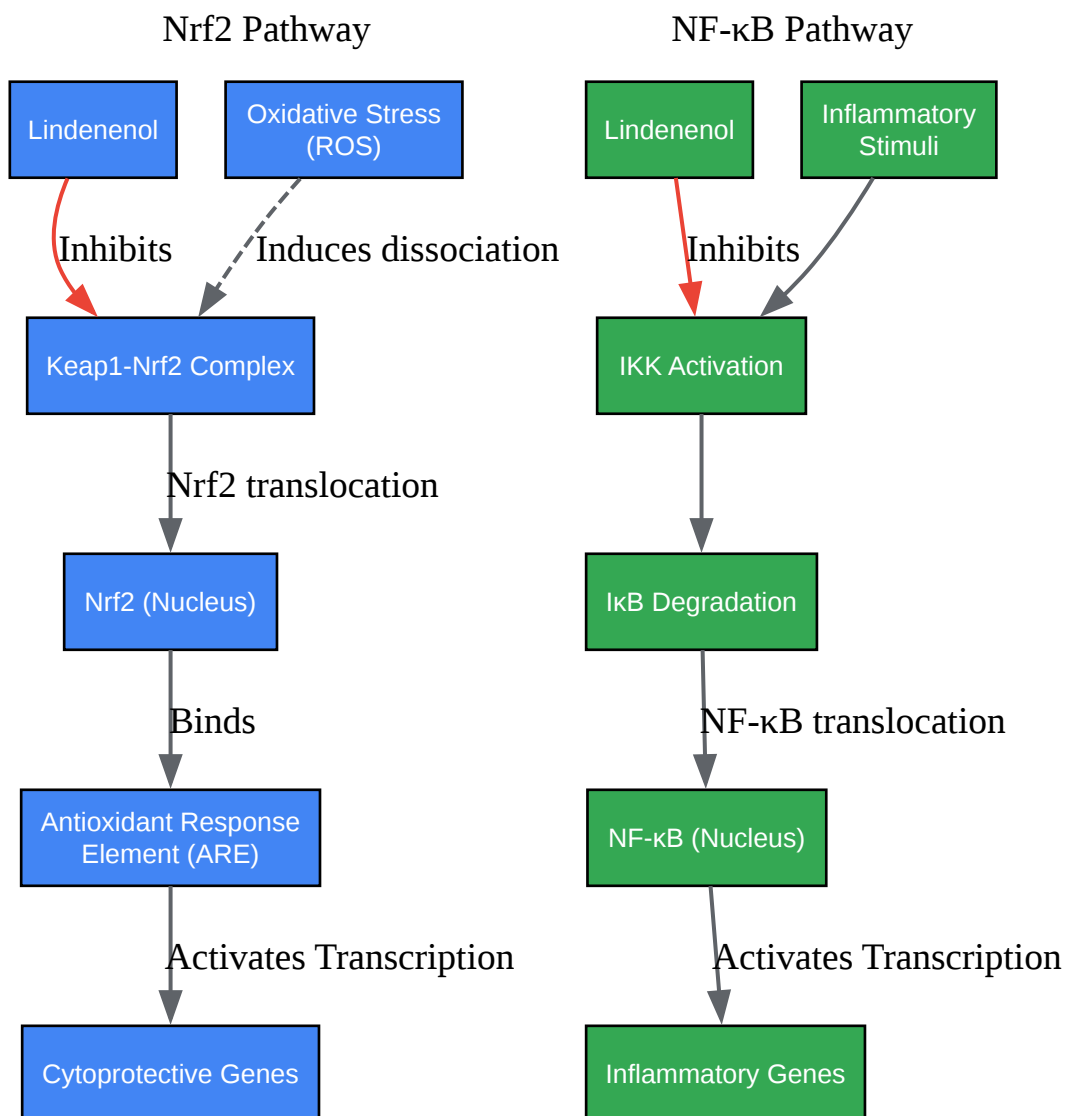 Nrf2 Pathway
Lindenenol
Oxidative Stress
(ROS)
Inhibits
Induces dissociation
Keap1-Nrf2 Complex
Nrf2 translocation
Nrf2 (Nucleus)
Binds
Antioxidant Response
Element (ARE)
Activates Transcription
Cytoprotective Genes
NF-κB Pathway
Lindenenol
Inflammatory
Stimuli
Inhibits
IKK Activation
IκB Degradation
NF-κB translocation
NF-κB (Nucleus)
Activates Transcription
Inflammatory Genes